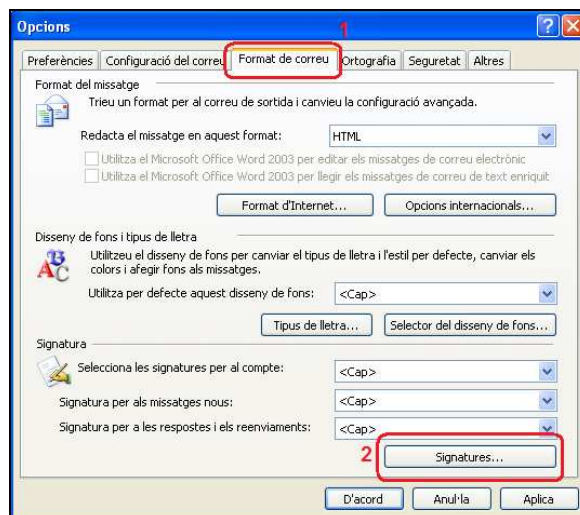 Opcions
1
Preferències Configuració del correu Format de correu Ortografia Seguretat Altres
Format del missatge
Trieu un format per al correu de sortida i canvieu la configuració avançada.
Redacta el missatge en aquest format: HTML
Utilitza el Microsoft Office Word 2003 per editar els missatges de correu electrònic
Utilitza el Microsoft Office Word 2003 per llegir els missatges de correu de text enriquit
Format d'Internet... Opcions internacionals...
Disseny de fons i tipus de lletra
Utilitzeu el disseny de fons per canviar el tipus de lletra i l'estil per defecte, canviar els
colors i afegir fons als missatges.
Utilitza per defecte aquest disseny de fons: <Cap>
Tipus de lletra... Selector del disseny de fons...
Signatura
Selecciona les signatures per al compte: <Cap>
Signatura per als missatges nous: <Cap>
Signatura per a les respostes i els reenviaments: <Cap>
2 Signatures...
D'acord Anul·la Aplica